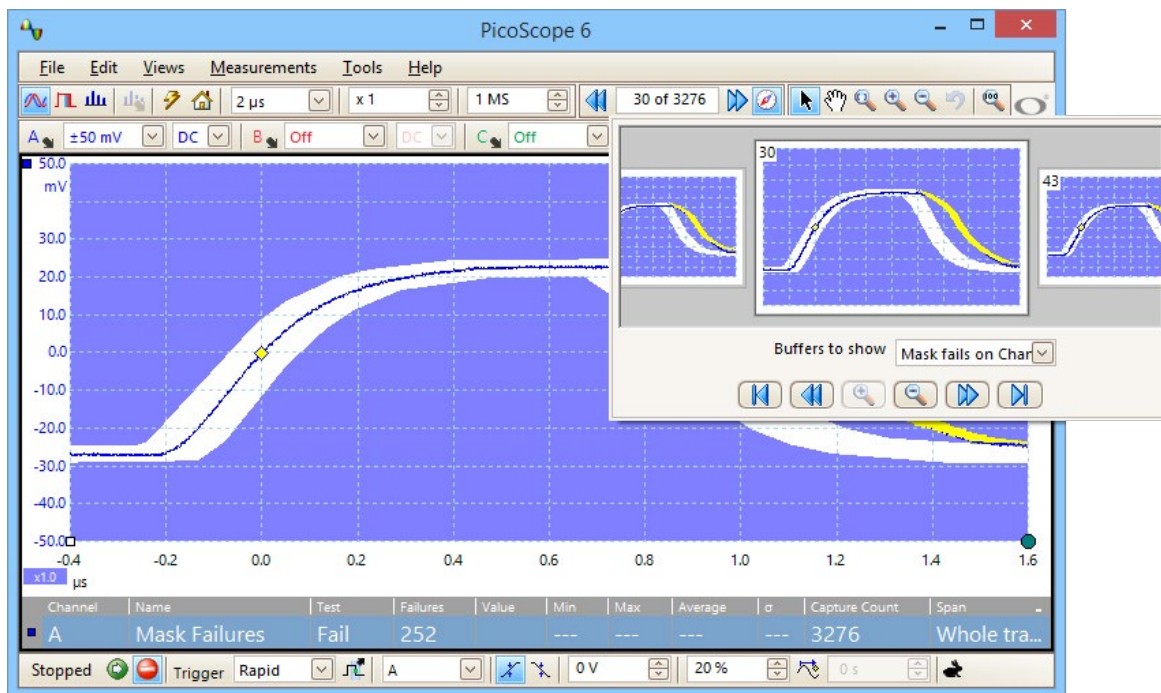 PicoScope 6
File Edit Views Measurements Tools Help
2 µs x 1 1 MS 30 of 3276
A ±50 mV DC B Off DC C Off
50.0
mV
30.0
20.0
10.0
0.0
-10.0
-20.0
-30.0
-40.0
-50.0
-0.4 -0.2 0.0 0.2 0.4 0.6 0.8 1.0 1.2 1.4 1.6
x1.0 µs
30
43
Buffers to show Mask fails on Char
Channel Name Test Failures Value Min Max Average σ Capture Count Span
A Mask Failures Fail 252 --- --- --- --- 3276 Whole tra...
Stopped Trigger Rapid A 0 V 20 % 0 s